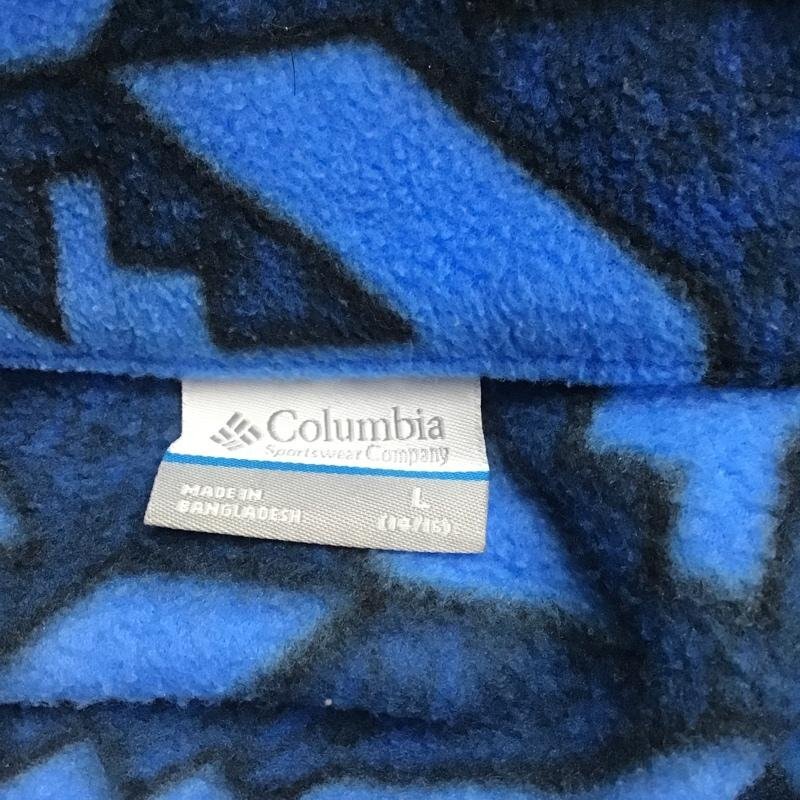 Columbia
Sportswear Company
MADE IN
BANGLADESH
L
(14/16)